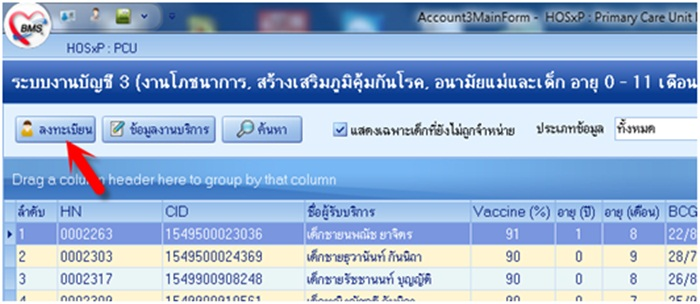 BMS
Account3MainForm - HOSxP : Primary Care Unit
HOSxP : PCU
ระบบงานบัญชี 3 (งานโภชนาการ, สร้างเสริมภูมิคุ้มกันโรค, อนามัยแม่และเด็ก อายุ 0 - 11 เดือน
ลงทะเบียน ข้อมูลงานบริการ ค้นหา แสดงเฉพาะเด็กที่ยังไม่ถูกจำหน่าย ประเภทข้อมูล ทั้งหมด
Drag a column header here to group by that column
ลำดับ HN CID ชื่อผู้รับบริการ Vaccine (%) อายุ (ปี) อายุ (เดือน) BCG
1 0002263 1549500023036 เด็กชายนพณัช ยาจิตร 91 1 8 22/8
2 0002303 1549500024369 เด็กชายธุวานันท์ กันนิถา 90 0 9 28/7
3 0002317 1549900908248 เด็กชายรัชชานนท์ บุญญัติ 90 0 8 26/8